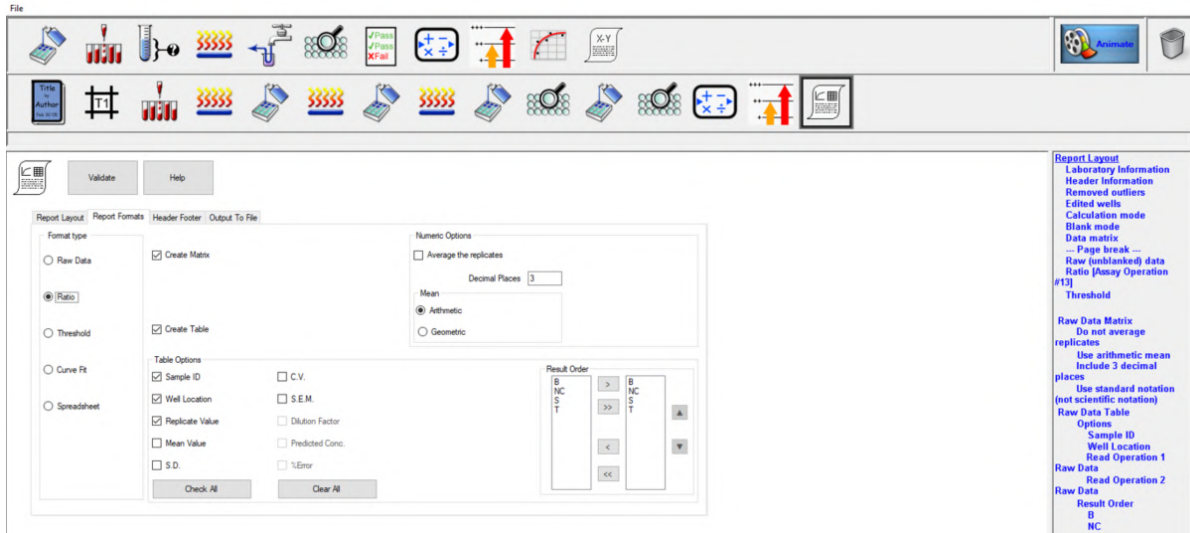 File
✓Pass
✓Pass
✗Fail
X-Y
Animate
Title
to
Author
T1
Validate
Help
Report Layout
Report Formats
Header Footer
Output To File
Format type
Raw Data
Ratio
Threshold
Curve Fit
Spreadsheet
Create Matrix
Create Table
Numeric Options
Average the replicates
Decimal Places 3
Mean
Arithmetic
Geometric
Table Options
Sample ID
Well Location
Replicate Value
Mean Value
S.D.
C.V.
S.E.M.
Dilution Factor
Predicted Conc.
%Error
Check All
Clear All
Result Order
B
NC
S
T
>
>>
<
<<
B
NC
S
T
Report Layout
Laboratory Information
Header Information
Removed outliers
Edited wells
Calculation mode
Blank mode
Data matrix
--- Page break ---
Raw (unblanked) data
Ratio [Assay Operation
#13]
Threshold
Raw Data Matrix
Do not average
replicates
Use arithmetic mean
Include 3 decimal
places
Use standard notation
(not scientific notation)
Raw Data Table
Options
Sample ID
Well Location
Read Operation 1
Raw Data
Read Operation 2
Raw Data
Result Order
B
NC